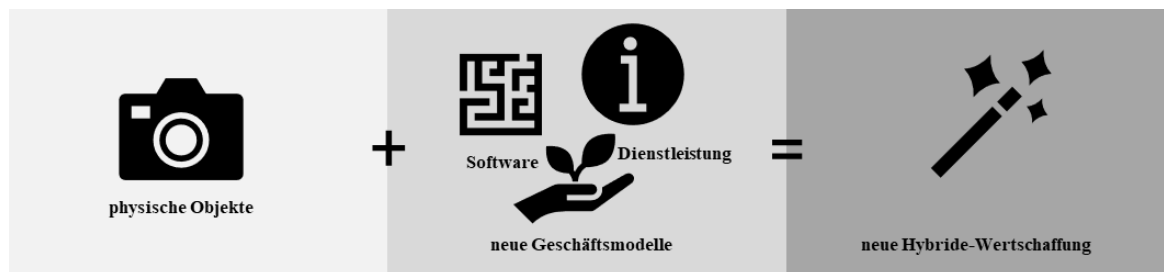 physische Objekte
+
Software
Dienstleistung
neue Geschäftsmodelle
=
neue Hybride-Wertschaffung